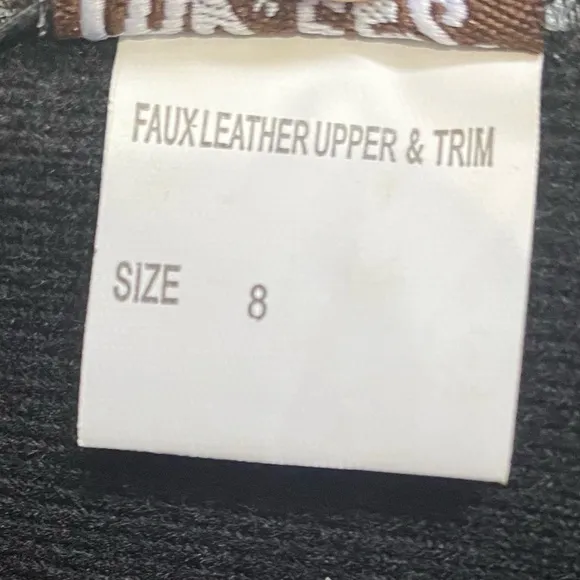 FAUX-LEATHER UPPER & TRIM
SIZE 8